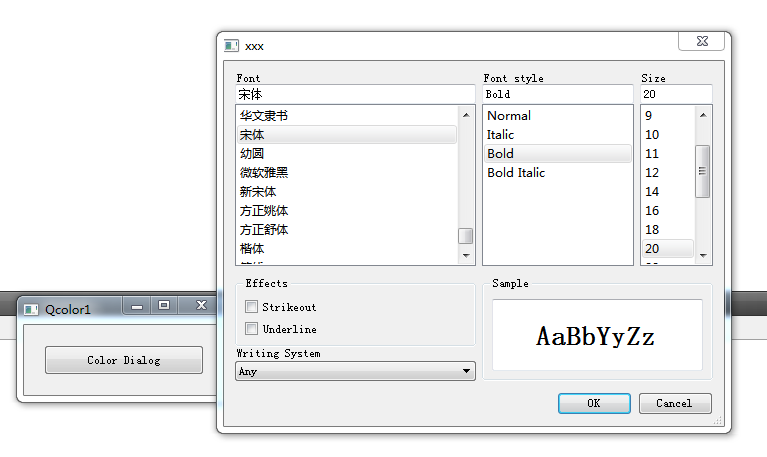 xxx
Font
Font style
Size
宋体
Bold
20
华文隶书
宋体
幼圆
微软雅黑
新宋体
方正姚体
方正舒体
楷体
Normal
Italic
Bold
Bold Italic
9
10
11
12
14
16
18
20
Effects
Strikeout
Underline
Writing System
Any
Sample
AaBbYyZz
OK
Cancel
Qcolor1
Color Dialog